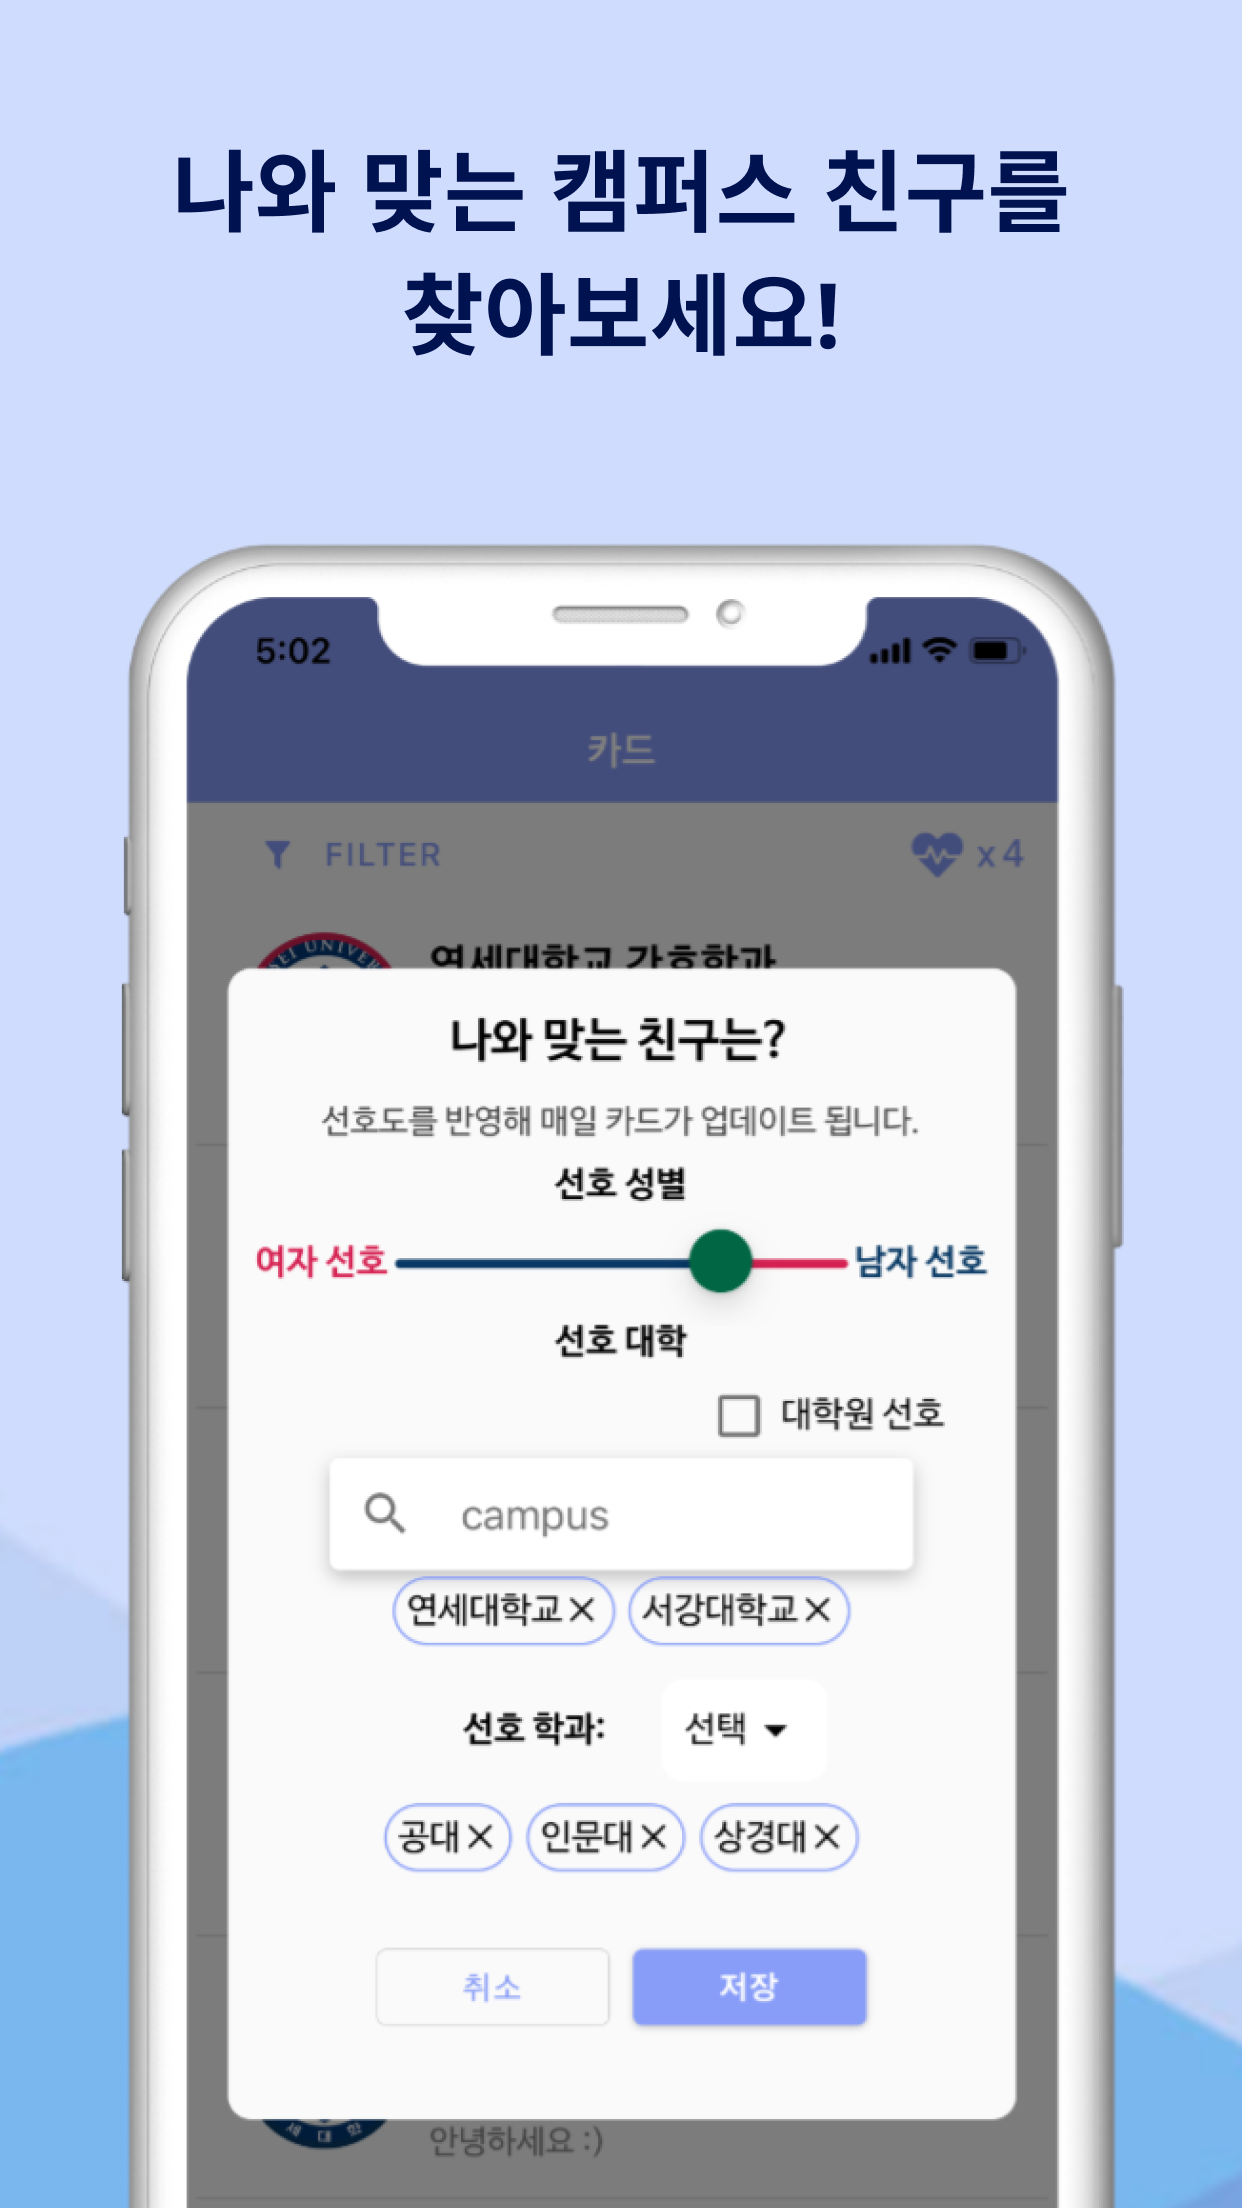 나와 맞는 캠퍼스 친구를
찾아보세요!
5:02
카드
FILTER
x 4
연세대학교 간호학과
나와 맞는 친구는?
선호도를 반영해 매일 카드가 업데이트 됩니다.
선호 성별
여자 선호 남자 선호
선호 대학
대학원 선호
campus
연세대학교 × 서강대학교 ×
선호 학과: 선택
공대 × 인문대 × 상경대 ×
취소 저장
안녕하세요 :)